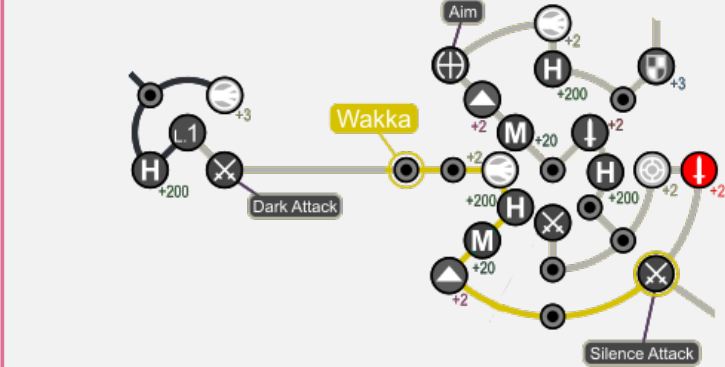 Aim
+2
H
+200
+3
+3
+2
M
+20
+2
L.1
Wakka
H
+200
Dark Attack
+2
+200
H
H
+200
+2
+2
M
+20
+2
Silence Attack